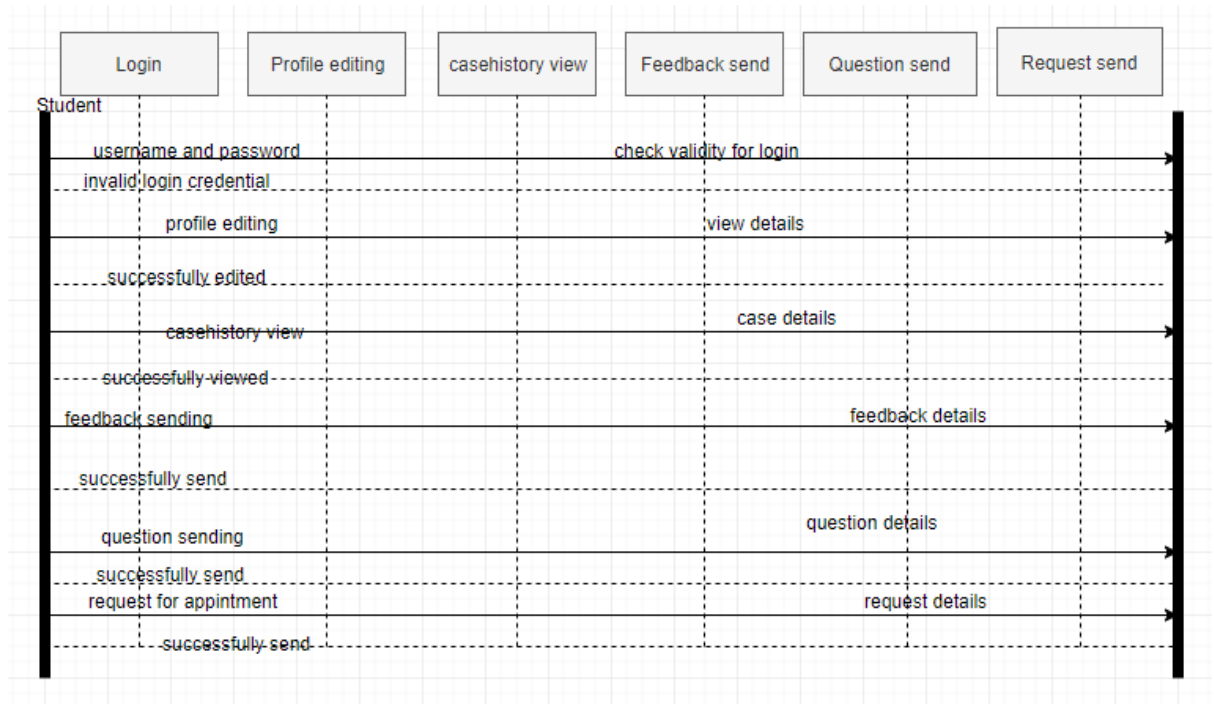 Login
Profile editing
casehistory view
Feedback send
Question send
Request send
Student
username and password
check validity for login
invalid login credential
profile editing
view details
successfully edited
case details
casehistory view
successfully viewed
feedback sending
feedback details
successfully send
question details
question sending
successfully send
request for appintment
request details
successfully send